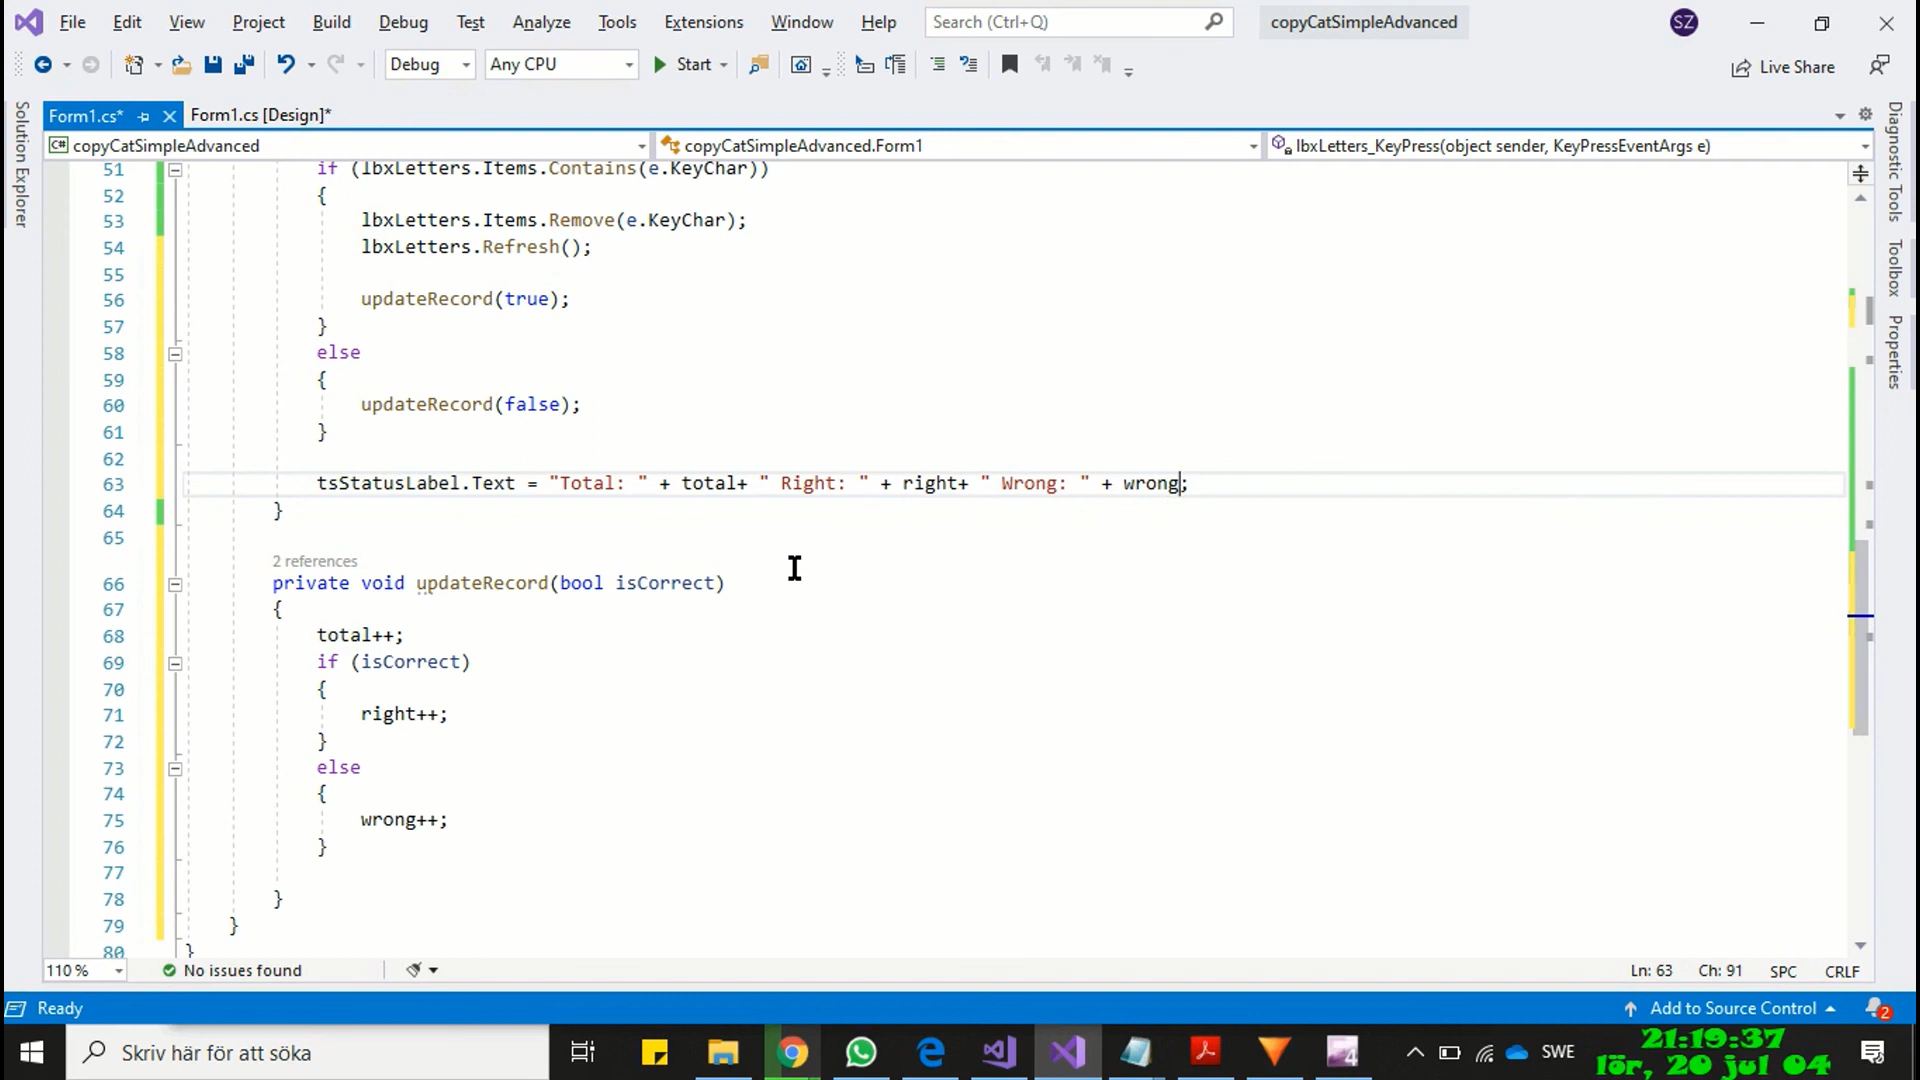 File Edit View Project Build Debug Test Analyze Tools Extensions Window Help Search (Ctrl+Q) copyCatSimpleAdvanced SZ
Debug Any CPU Start Live Share
Form1.cs* Form1.cs [Design]*
copyCatSimpleAdvanced copyCatSimpleAdvanced.Form1 lbxLetters_KeyPress(object sender, KeyPressEventArgs e)
Solution Explorer
Diagnostic Tools
Toolbox
Properties
51 if (lbxLetters.Items.Contains(e.KeyChar))
52 {
53 lbxLetters.Items.Remove(e.KeyChar);
54 lbxLetters.Refresh();
55
56 updateRecord(true);
57 }
58 else
59 {
60 updateRecord(false);
61 }
62
63 tsStatusLabel.Text = "Total: " + total+ " Right: " + right+ " Wrong: " + wrong;
64 }
65
2 references
66 private void updateRecord(bool isCorrect)
67 {
68 total++;
69 if (isCorrect)
70 {
71 right++;
72 }
73 else
74 {
75 wrong++;
76 }
77
78 }
79 }
80 }
110 % No issues found Ln: 63 Ch: 91 SPC CRLF
Ready Add to Source Control 2
Skriv här för att söka 4 SWE 21:19:37
lör, 20 jul 04